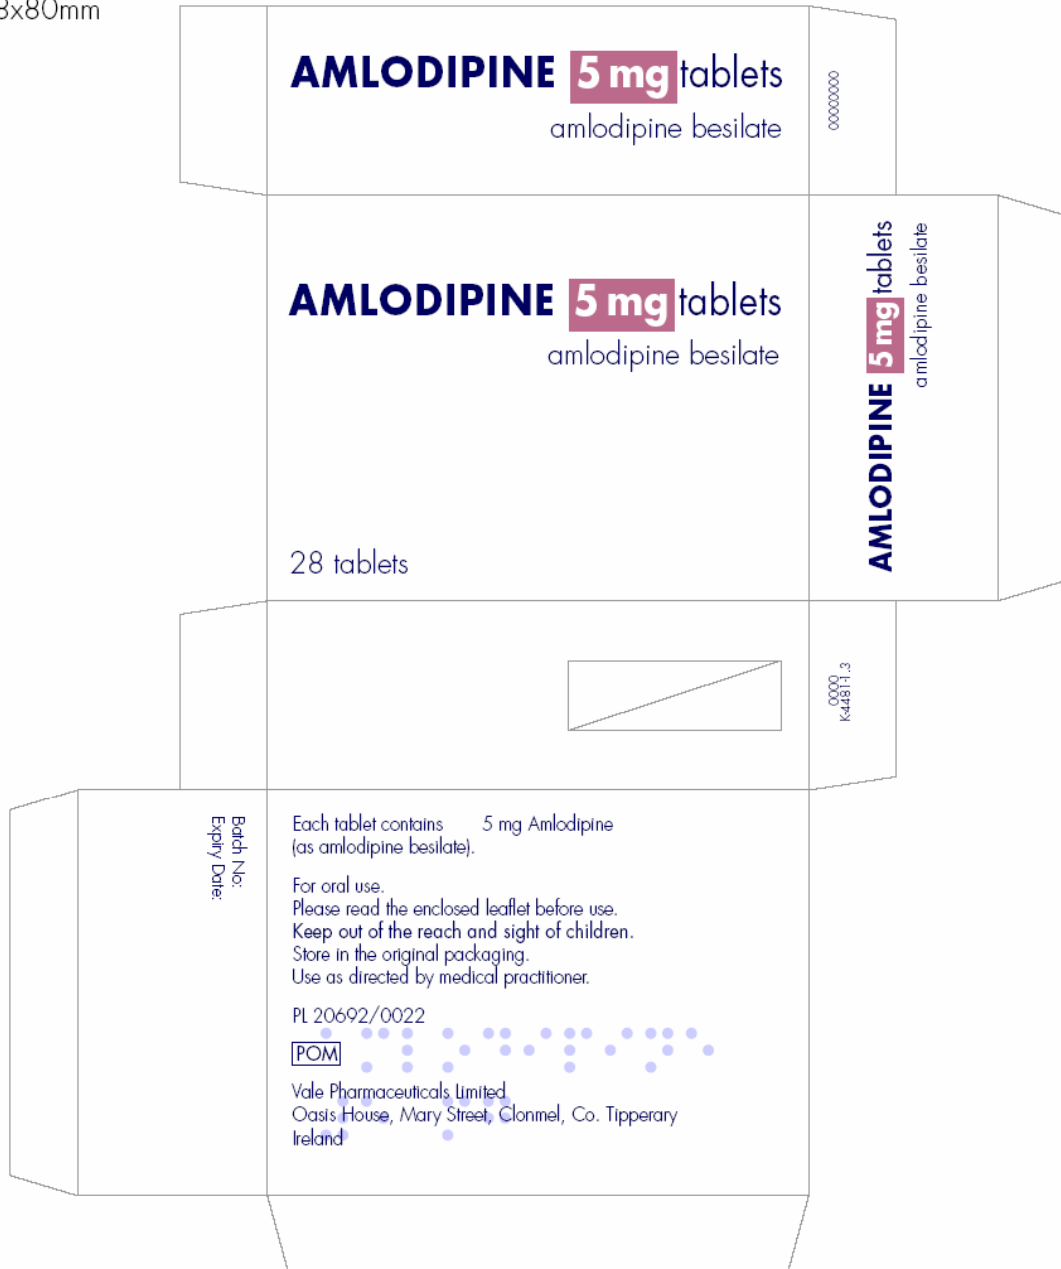 8x80mm
AMLODIPINE 5 mg tablets
amlodipine besilate
00000000
AMLODIPINE 5 mg tablets
amlodipine besilate
28 tablets
AMLODIPINE 5 mg tablets
amlodipine besilate
0000
K-4481-1.3
Batch No:
Expiry Date:
Each tablet contains 5 mg Amlodipine
(as amlodipine besilate).
For oral use.
Please read the enclosed leaflet before use.
Keep out of the reach and sight of children.
Store in the original packaging.
Use as directed by medical practitioner.
PL 20692/0022
POM
Vale Pharmaceuticals Limited
Oasis House, Mary Street, Clonmel, Co. Tipperary
Ireland